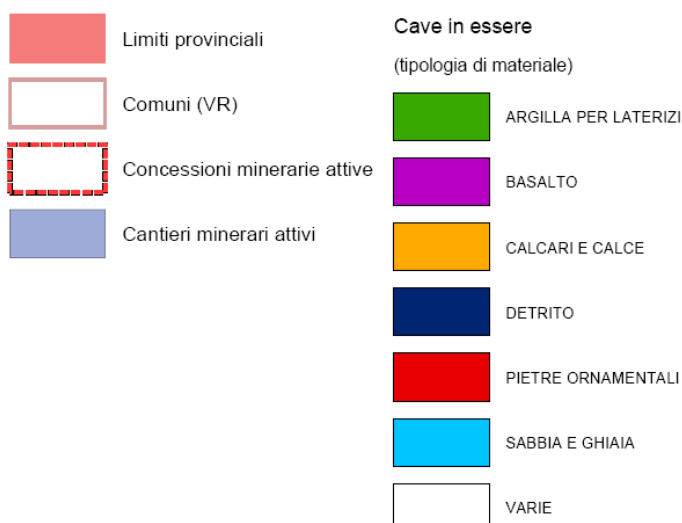 Limiti provinciali
Comuni (VR)
Concessioni minerarie attive
Cantieri minerari attivi
Cave in essere
(tipologia di materiale)
ARGILLA PER LATERIZI
BASALTO
CALCARI E CALCE
DETRITO
PIETRE ORNAMENTALI
SABBIA E GHIAIA
VARIE